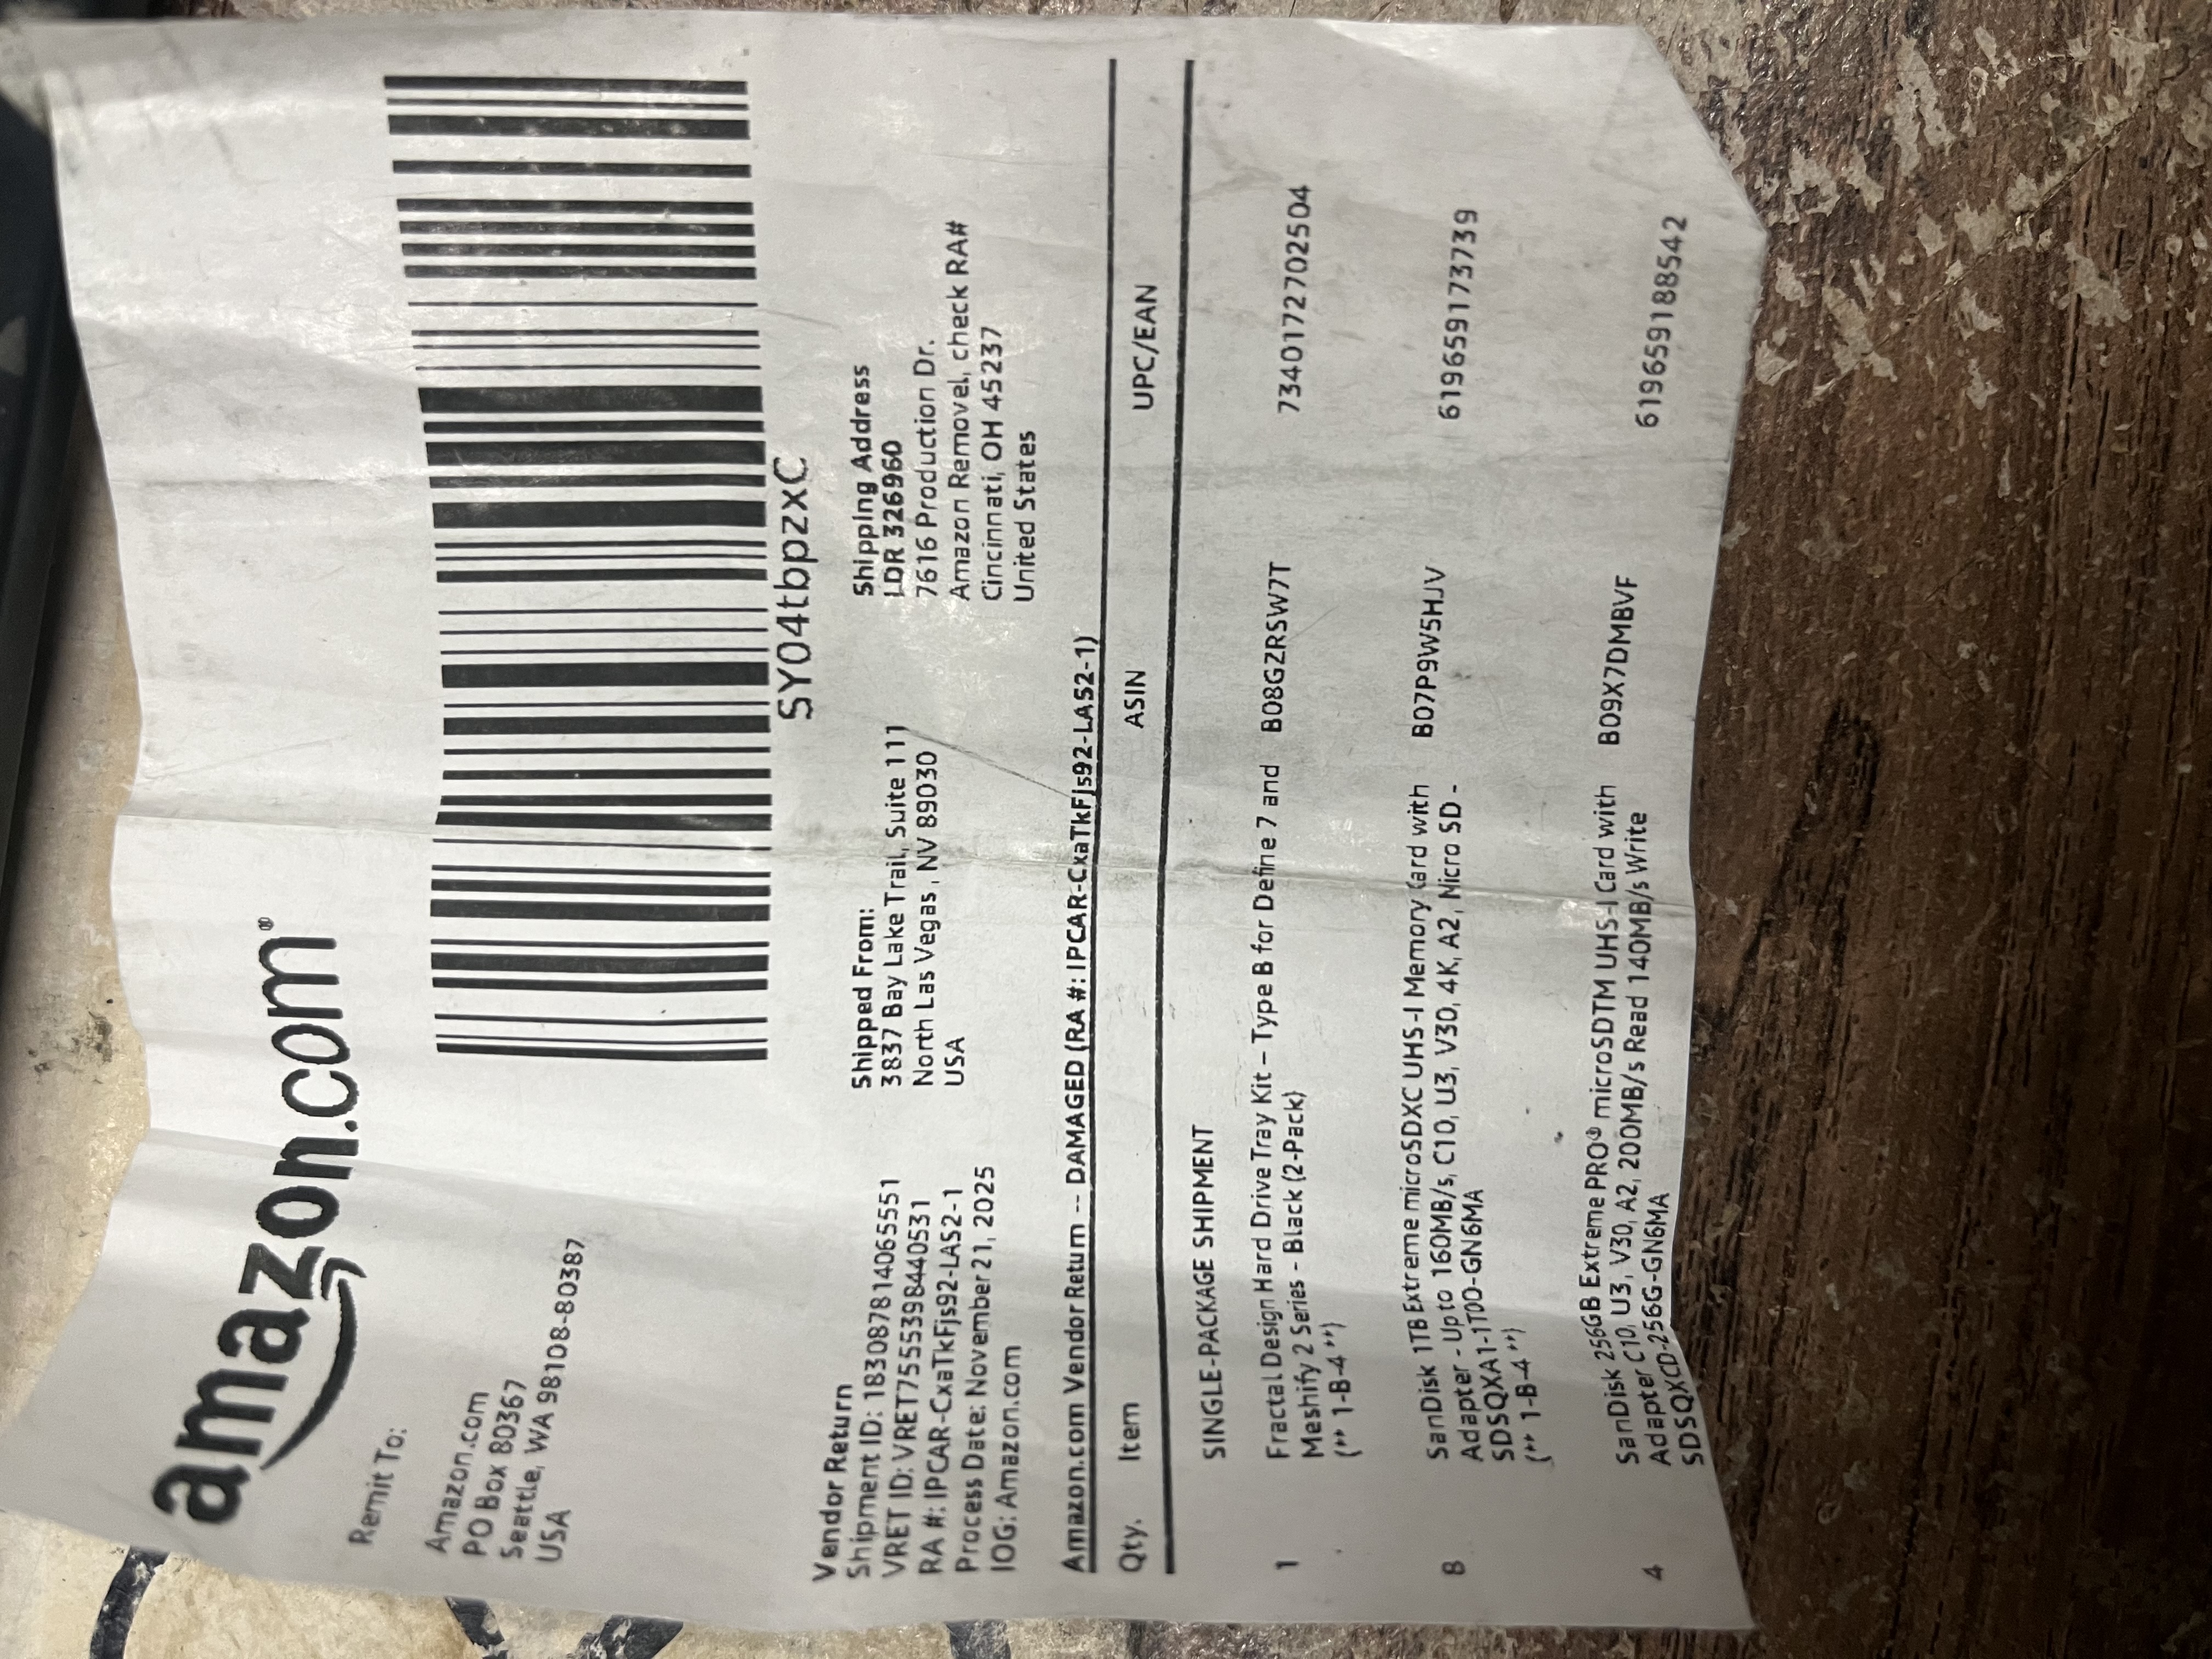 amazon.com®
Remit To:
Amazon.com
PO Box 80367
Seattle, WA 98108-80387
USA
SY04tbpzxC
Vendor Return
Shipment ID: 18308781406551
VRET ID: VRET7555398440531
RA #: IPCAR-CxaTkFjs92-LAS2-1
Process Date: November 21, 2025
IOG: Amazon.com
Shipped From:
3837 Bay Lake Trail, Suite 111
North Las Vegas , NV 89030
USA
Shipping Address
LDR 326960
7616 Production Dr.
Amazon Removel, check RA#
Cincinnati, OH 45237
United States
Amazon.com Vendor Return --- DAMAGED (RA #: IPCAR-CxaTkFJs92-LAS2-1)
Qty. Item ASIN UPC/EAN
SINGLE-PACKAGE SHIPMENT
1 Fractal Design Hard Drive Tray Kit – Type B for Define 7 and B08GZRSW7T 7340172702504
Meshify 2 Series - Black (2-Pack)
(** 1-B-4 **)
8 SanDisk 1TB Extreme microSDXC UHS-I Memory Card with B07P9W5HJV 619659173739
Adapter - Up to 160MB/s, C10, U3, V30, 4K, A2, Micro SD -
SDSQXA1-1T00-GN6MA
(** 1-B-4 **)
4 SanDisk 256GB Extreme PRO® microSDTM UHS-I Card with B09X7DMBVF 619659188542
Adapter C10, U3, V30, A2, 200MB/s Read 140MB/s Write
SDSQXCD-256G-GN6MA